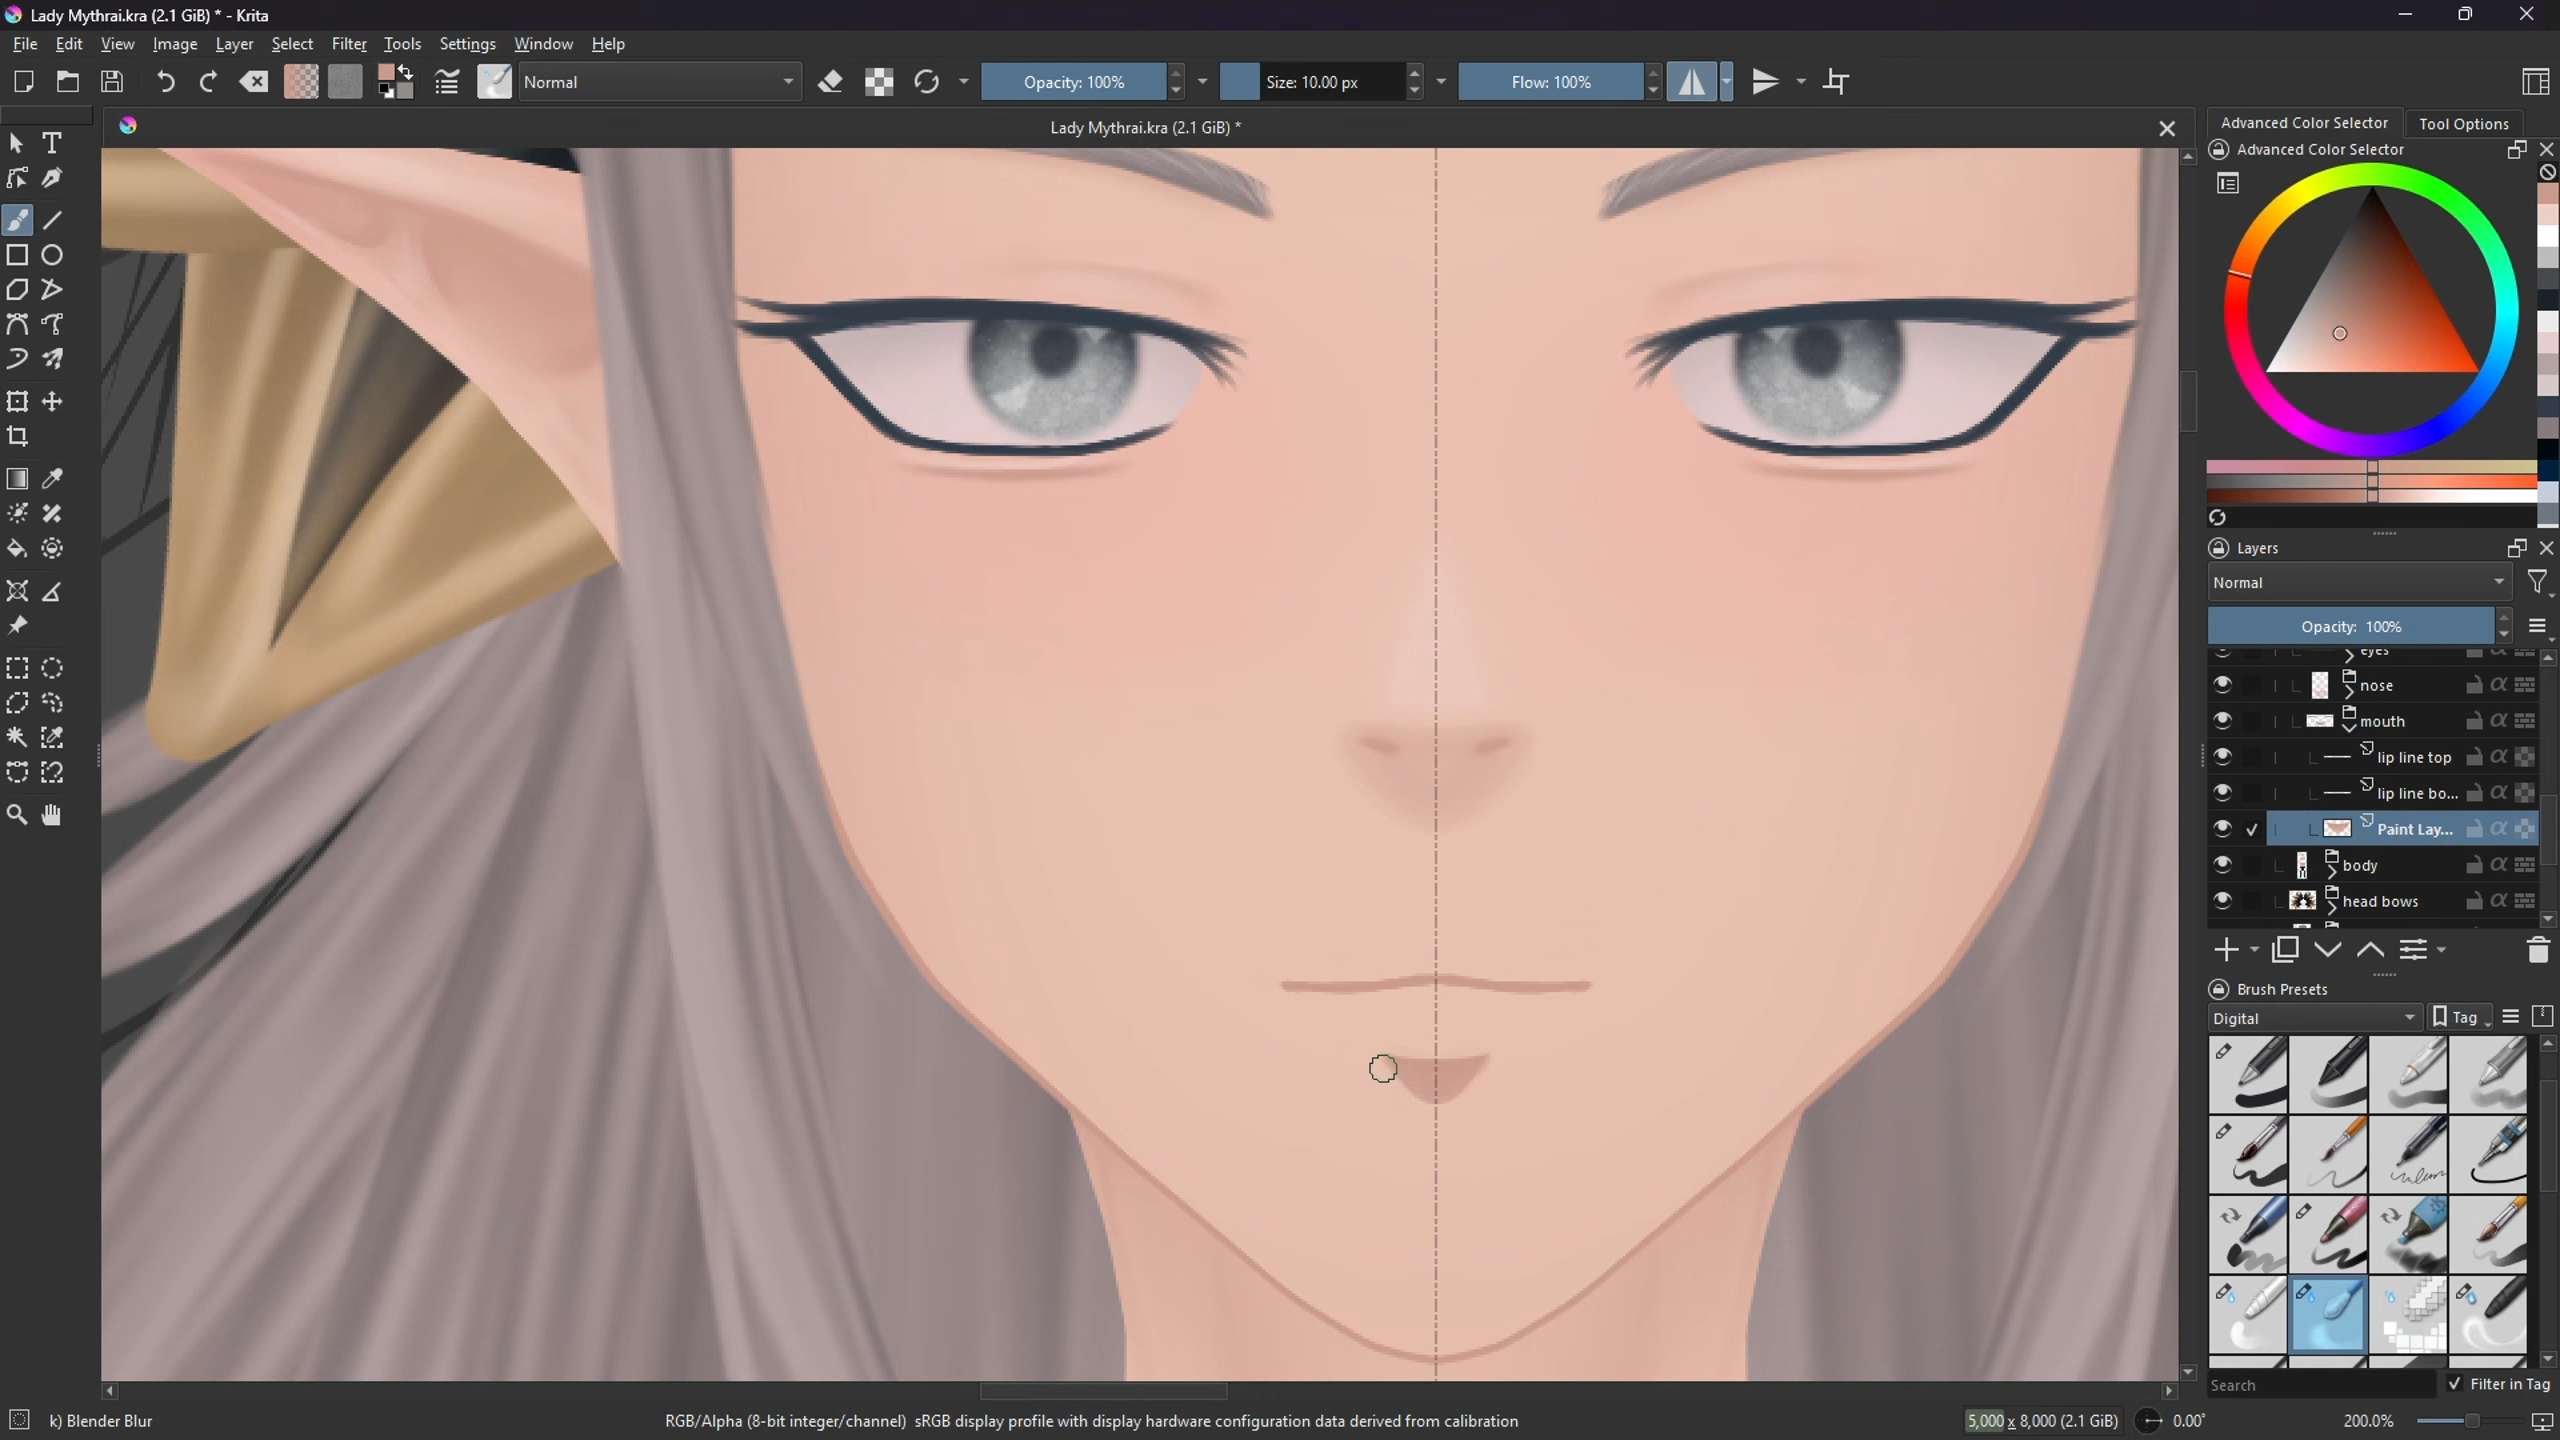 Lady Mythrai.kra (2.1 GiB) * - Krita
File Edit View Image Layer Select Filter Tools Settings Window Help
Normal Opacity: 100% Size: 10.00 px Flow: 100%
Lady Mythrai.kra (2.1 GiB) *
Advanced Color Selector Tool Options
Advanced Color Selector
Layers
Normal
Opacity: 100%
eyes
nose
mouth
lip line top
lip line bo...
Paint Lay...
body
head bows
Brush Presets
Digital Tag
Search Filter in Tag
k) Blender Blur RGB/Alpha (8-bit integer/channel) sRGB display profile with display hardware configuration data derived from calibration 5,000 x 8,000 (2.1 GiB) 0.00° 200.0%